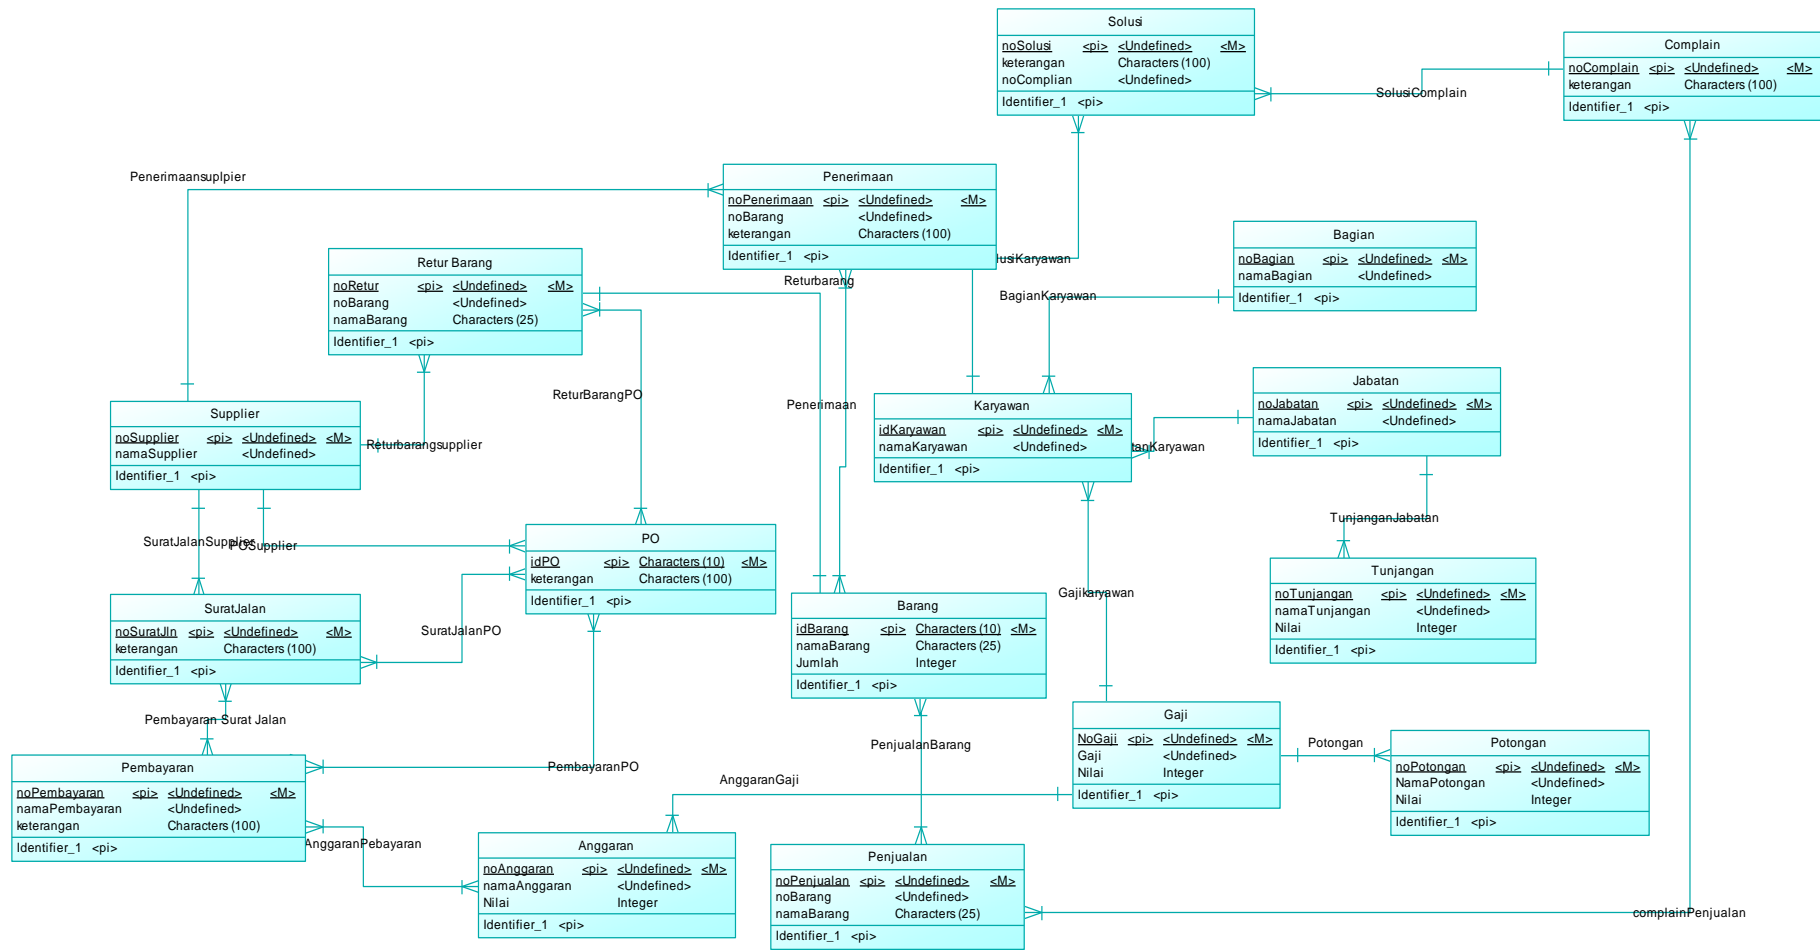 Solusi
noSolusi <pi> <Undefined> <M>
keterangan Characters (100)
noComplian <Undefined>
Identifier_1 <pi>
Complain
noComplain <pi> <Undefined> <M>
keterangan Characters (100)
Identifier_1 <pi>
SolusiComplain
Penerimaansuplpier
Penerimaan
noPenerimaan <pi> <Undefined> <M>
noBarang <Undefined>
keterangan Characters (100)
Identifier_1 <pi>
usiKaryawan
Bagian
noBagian <pi> <Undefined> <M>
namaBagian <Undefined>
Identifier_1 <pi>
Retur Barang
noRetur <pi> <Undefined> <M>
noBarang <Undefined>
namaBarang Characters (25)
Identifier_1 <pi>
Returbarang
BagianKaryawan
ReturBarangPO
Penerimaan
Supplier
noSupplier <pi> <Undefined> <M>
namaSupplier <Undefined>
Identifier_1 <pi>
Returbarangsupplier
Karyawan
idKaryawan <pi> <Undefined> <M>
namaKaryawan <Undefined>
Identifier_1 <pi>
tanKaryawan
Jabatan
noJabatan <pi> <Undefined> <M>
namaJabatan <Undefined>
Identifier_1 <pi>
TunjanganJabatan
SuratJalanSupplier
POSupplier
PO
idPO <pi> Characters (10) <M>
keterangan Characters (100)
Identifier_1 <pi>
Tunjangan
noTunjangan <pi> <Undefined> <M>
namaTunjangan <Undefined>
Nilai Integer
Identifier_1 <pi>
SuratJalan
noSuratJln <pi> <Undefined> <M>
keterangan Characters (100)
Identifier_1 <pi>
SuratJalanPO
Barang
idBarang <pi> Characters (10) <M>
namaBarang Characters (25)
Jumlah Integer
Identifier_1 <pi>
Gajikaryawan
Pembayaran Surat Jalan
Gaji
NoGaji <pi> <Undefined> <M>
Gaji <Undefined>
Nilai Integer
Identifier_1 <pi>
Potongan
Potongan
noPotongan <pi> <Undefined> <M>
NamaPotongan <Undefined>
Nilai Integer
Identifier_1 <pi>
PenjualanBarang
Pembayaran
noPembayaran <pi> <Undefined> <M>
namaPembayaran <Undefined>
keterangan Characters (100)
Identifier_1 <pi>
PembayaranPO
AnggaranGaji
AnggaranPebayaran
Anggaran
noAnggaran <pi> <Undefined> <M>
namaAnggaran <Undefined>
Nilai Integer
Identifier_1 <pi>
Penjualan
noPenjualan <pi> <Undefined> <M>
noBarang <Undefined>
namaBarang Characters (25)
Identifier_1 <pi>
complainPenjualan